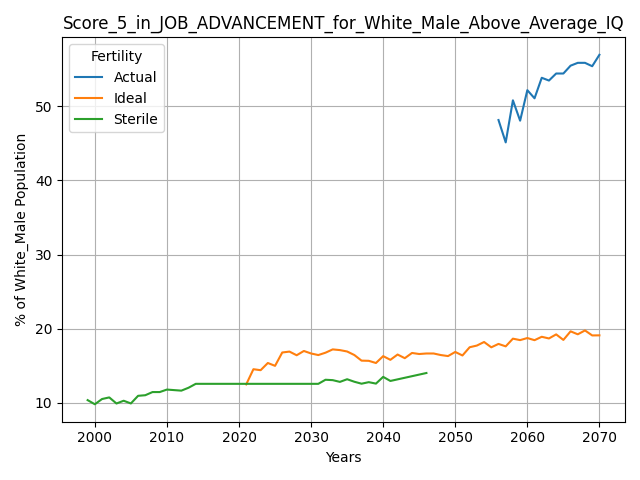 Score_5_in_JOB_ADVANCEMENT_for_White_Male_Above_Average_IQ
Fertility
Actual
Ideal
Sterile
% of White_Male Population
50
40
30
20
10
2000 2010 2020 2030 2040 2050 2060 2070
Years